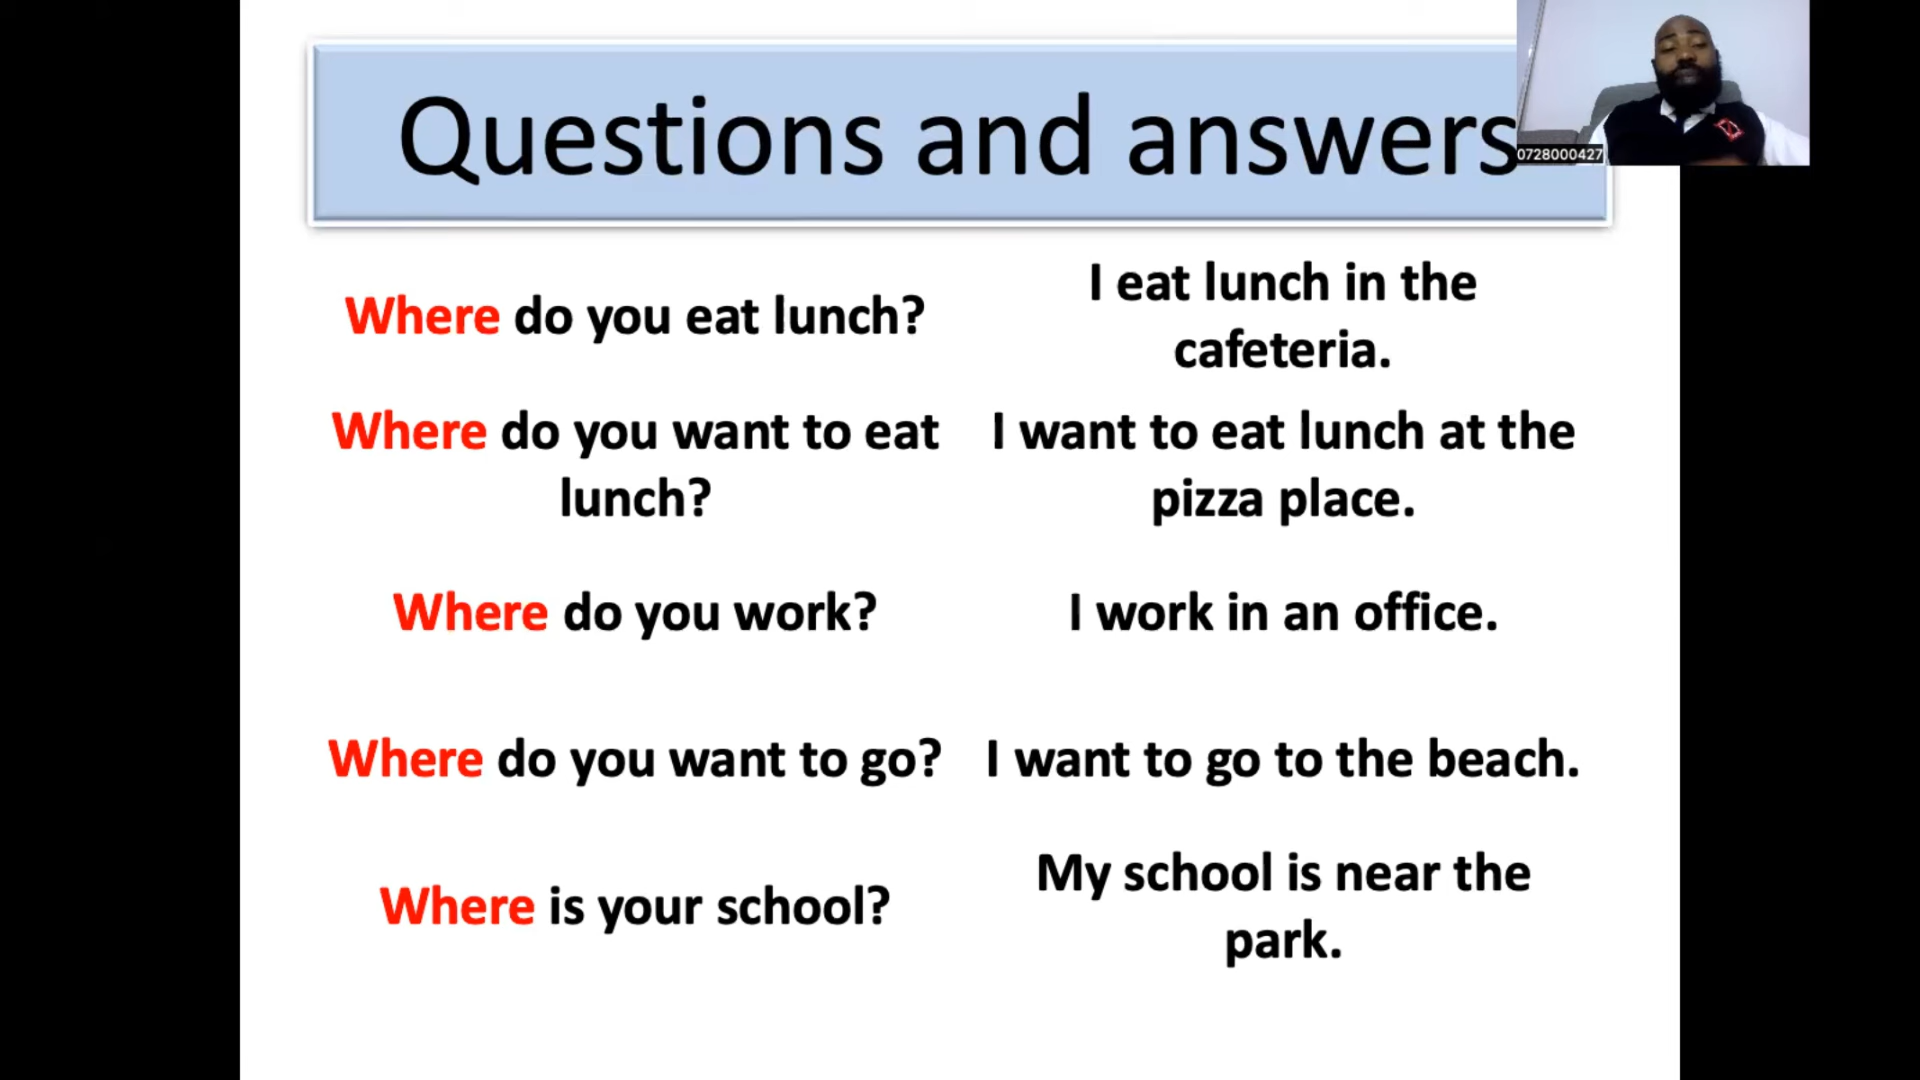 Questions and answers
0728000427
Where do you eat lunch?
I eat lunch in the
cafeteria.
Where do you want to eat
lunch?
I want to eat lunch at the
pizza place.
Where do you work?
I work in an office.
Where do you want to go?
I want to go to the beach.
Where is your school?
My school is near the
park.